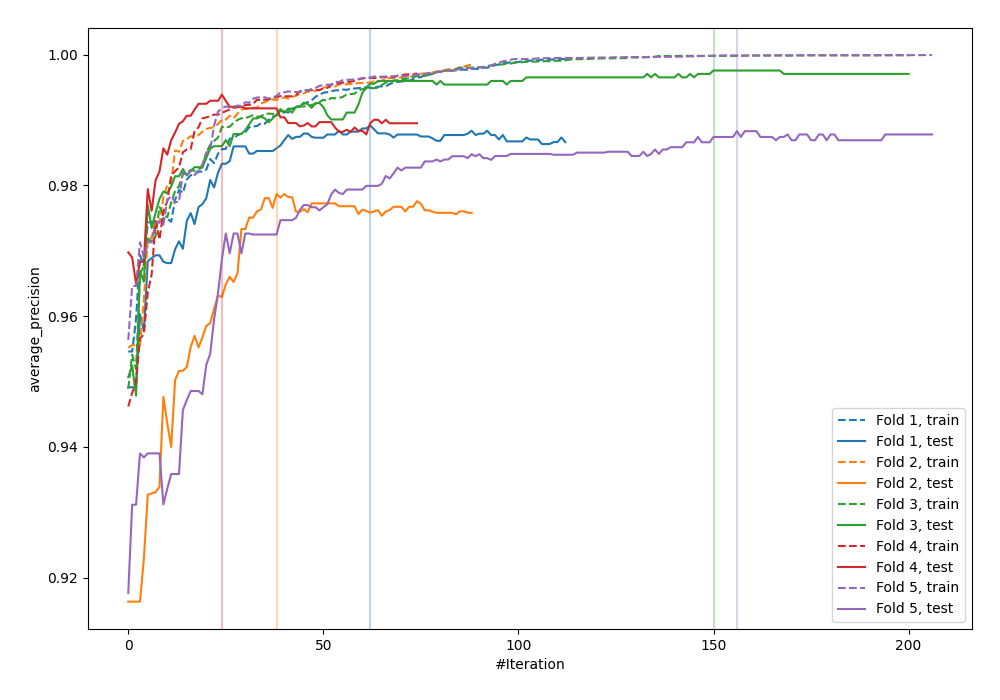 1.00
0.98
0.96
0.94
0.92
average_precision
0
50
100
150
200
#Iteration
Fold 1, train
Fold 1, test
Fold 2, train
Fold 2, test
Fold 3, train
Fold 3, test
Fold 4, train
Fold 4, test
Fold 5, train
Fold 5, test